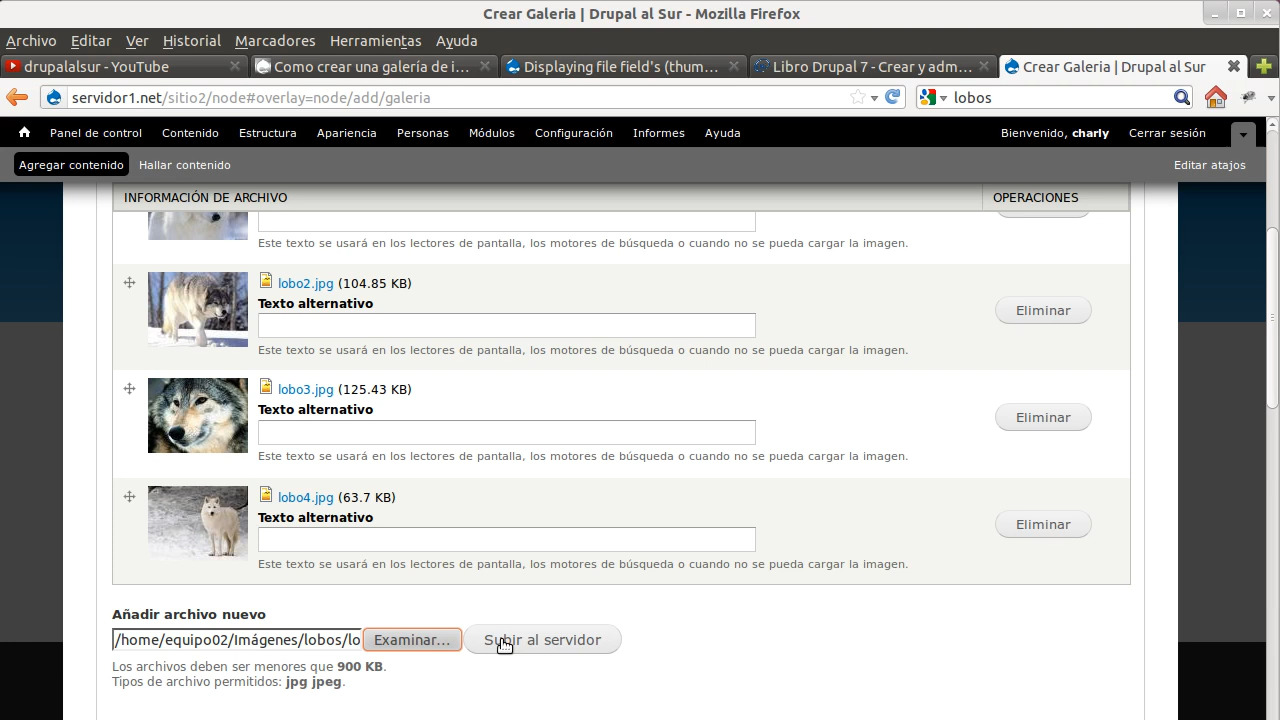 Crear Galeria | Drupal al Sur - Mozilla Firefox
Archivo Editar Ver Historial Marcadores Herramientas Ayuda
drupalalsur - YouTube Como crear una galería de i... Displaying file field's (thum... Libro Drupal 7 - Crear y adm... Crear Galeria | Drupal al Sur
servidor1.net/sitio2/node#overlay=node/add/galeria lobos
Panel de control Contenido Estructura Apariencia Personas Módulos Configuración Informes Ayuda Bienvenido, charly Cerrar sesión
Agregar contenido Hallar contenido Editar atajos
INFORMACIÓN DE ARCHIVO OPERACIONES
Este texto se usará en los lectores de pantalla, los motores de búsqueda o cuando no se pueda cargar la imagen.
lobo2.jpg (104.85 KB)
Texto alternativo
Eliminar
Este texto se usará en los lectores de pantalla, los motores de búsqueda o cuando no se pueda cargar la imagen.
lobo3.jpg (125.43 KB)
Texto alternativo
Eliminar
Este texto se usará en los lectores de pantalla, los motores de búsqueda o cuando no se pueda cargar la imagen.
lobo4.jpg (63.7 KB)
Texto alternativo
Eliminar
Este texto se usará en los lectores de pantalla, los motores de búsqueda o cuando no se pueda cargar la imagen.
Añadir archivo nuevo
/home/equipo02/Imágenes/lobos/lo Examinar... Subir al servidor
Los archivos deben ser menores que 900 KB.
Tipos de archivo permitidos: jpg jpeg.